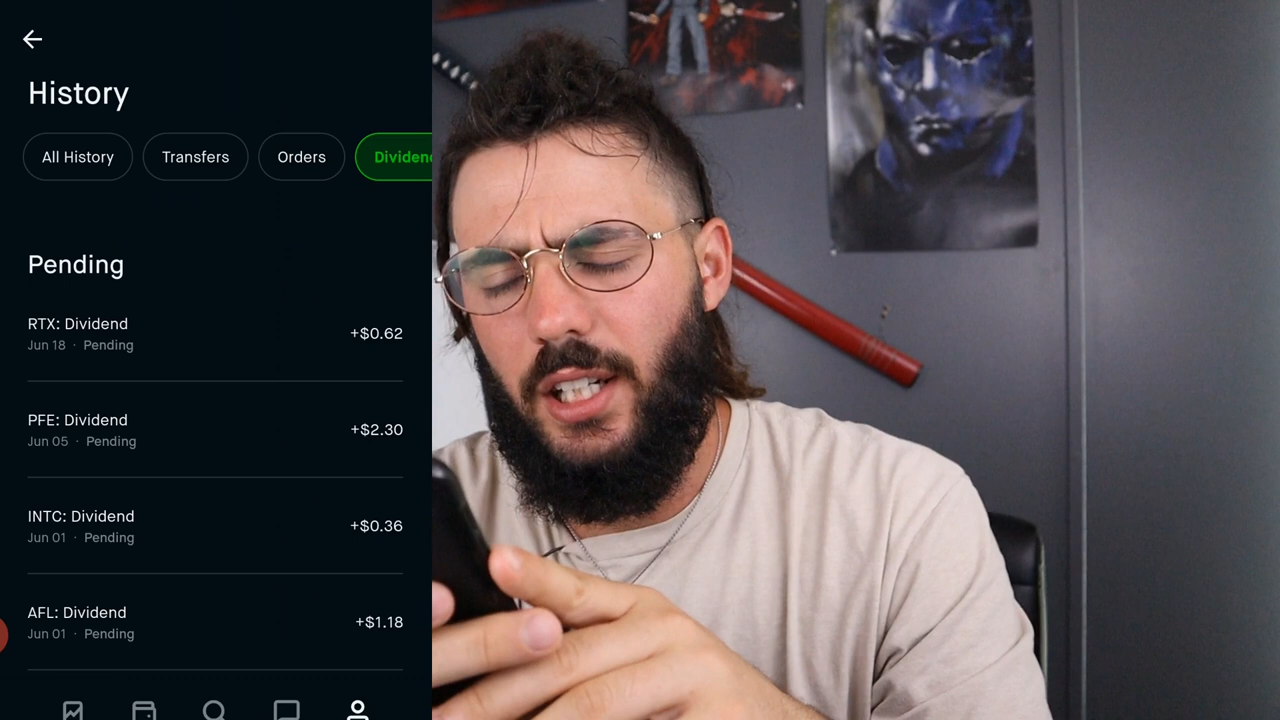 History
All History
Transfers
Orders
Dividen
Pending
RTX: Dividend
+$0.62
Jun 18 · Pending
PFE: Dividend
+$2.30
Jun 05 · Pending
INTC: Dividend
+$0.36
Jun 01 · Pending
AFL: Dividend
+$1.18
Jun 01 · Pending